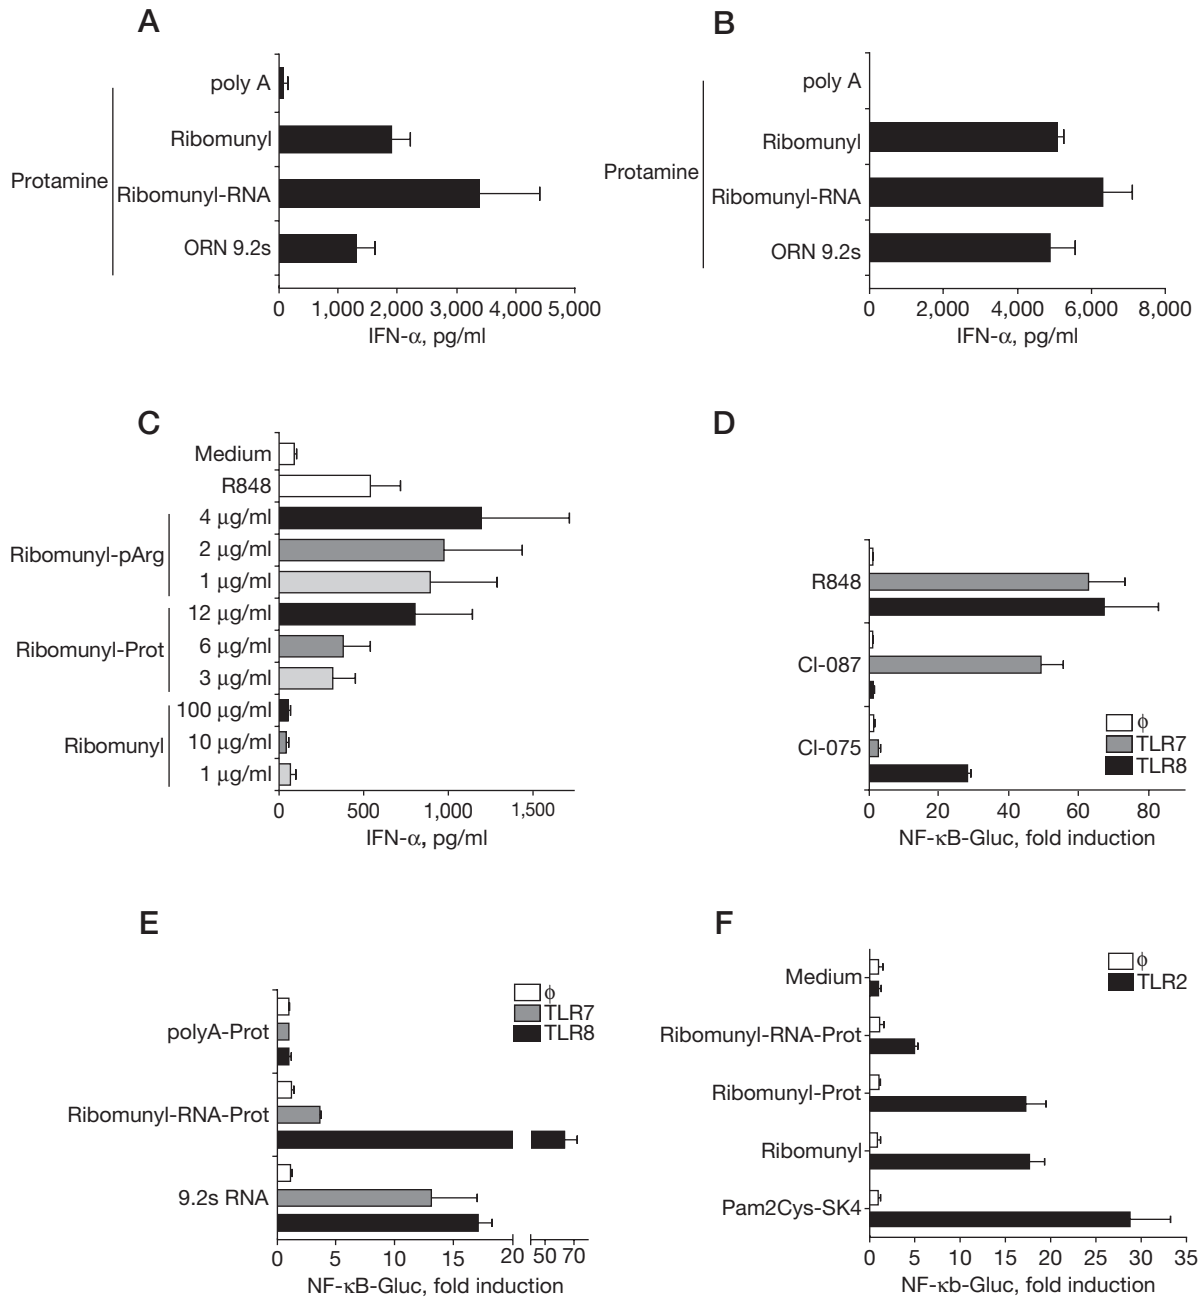 A
poly A
Ribomunyl
Protamine
Ribomunyl-RNA
ORN 9.2s
0 1,000 2,000 3,000 4,000 5,000
IFN-α, pg/ml
B
poly A
Ribomunyl
Protamine
Ribomunyl-RNA
ORN 9.2s
0 2,000 4,000 6,000 8,000
IFN-α, pg/ml
C
Medium
R848
4 μg/ml
Ribomunyl-pArg
2 μg/ml
1 μg/ml
12 μg/ml
Ribomunyl-Prot
6 μg/ml
3 μg/ml
100 μg/ml
Ribomunyl
10 μg/ml
1 μg/ml
0 500 1,000 1,500
IFN-α, pg/ml
D
R848
CI-087
CI-075
ϕ
TLR7
TLR8
0 20 40 60 80
NF-κB-Gluc, fold induction
E
ϕ
TLR7
TLR8
polyA-Prot
Ribomunyl-RNA-Prot
9.2s RNA
0 5 10 15 20 50 70
NF-κB-Gluc, fold induction
F
ϕ
TLR2
Medium
Ribomunyl-RNA-Prot
Ribomunyl-Prot
Ribomunyl
Pam2Cys-SK4
0 5 10 15 20 25 30 35
NF-κb-Gluc, fold induction